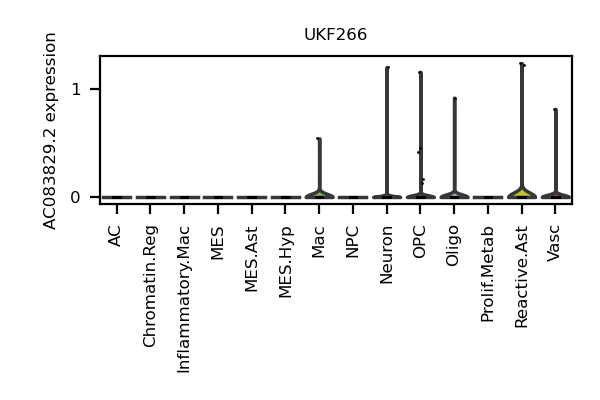 UKF266
AC083829.2 expression
1
0
AC
Chromatin.Reg
Inflammatory.Mac
MES
MES.Ast
MES.Hyp
Mac
NPC
Neuron
OPC
Oligo
Prolif.Metab
Reactive.Ast
Vasc